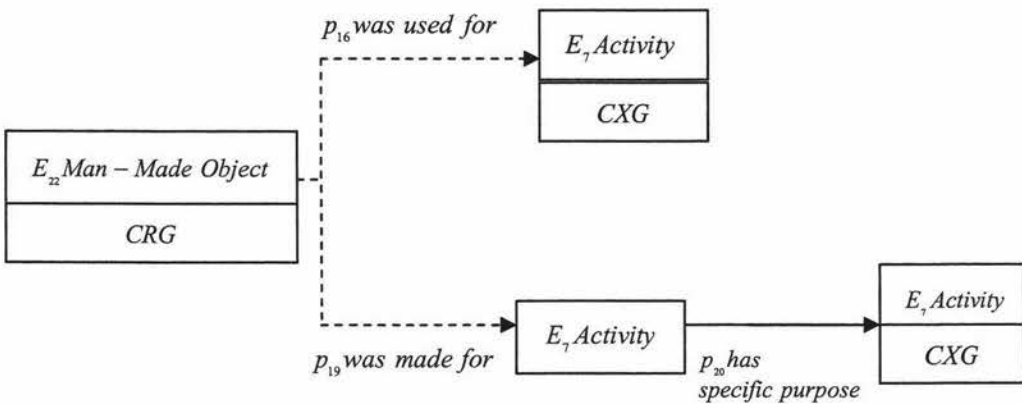 p₁₆ was used for
E₇ Activity
CXG
E₂₂ Man – Made Object
CRG
p₁₉ was made for
E₇ Activity
p₂₀ has
specific purpose
E₇ Activity
CXG